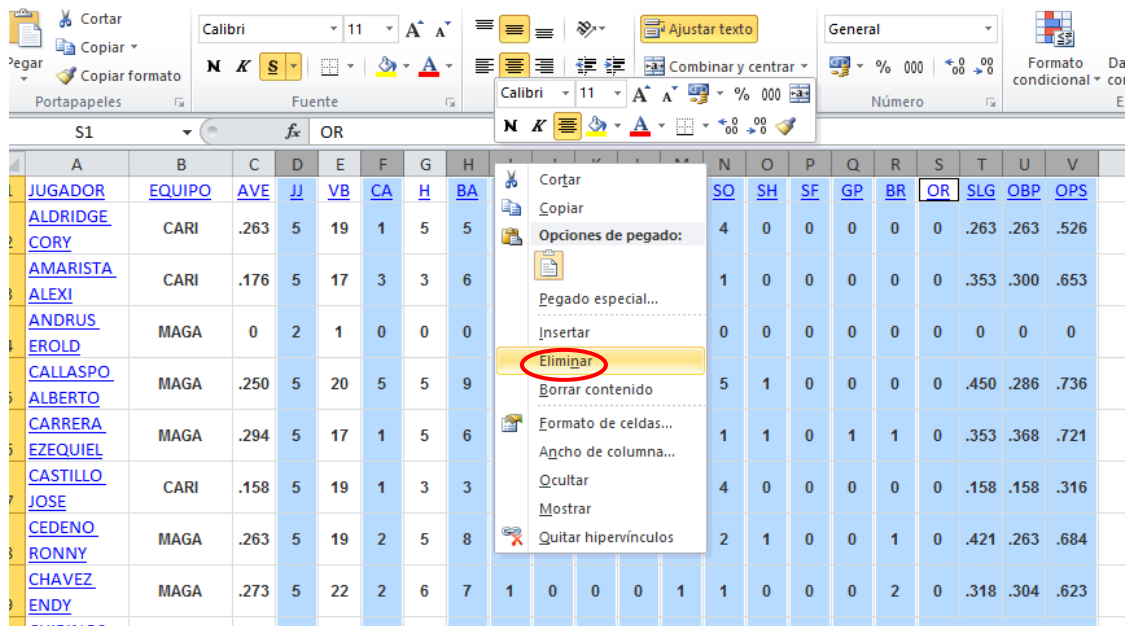 Cortar
Copiar
Pegar
Copiar formato
Portapapeles
Calibri 11 A A
N K S A
Fuente
Ajustar texto
Combinar y centrar
General
% 000
Número
Formato
condicional
Calibri 11 A A % 000
N K A
S1 fx OR
A B C D E F G H N O P Q R S T U V
JUGADOR EQUIPO AVE JJ VB CA H BA SO SH SF GP BR OR SLG OBP OPS
ALDRIDGE
CORY CARI .263 5 19 1 5 5 4 0 0 0 0 0 .263 .263 .526
AMARISTA
ALEXI CARI .176 5 17 3 3 6 1 0 0 0 0 0 .353 .300 .653
ANDRUS
EROLD MAGA 0 2 1 0 0 0 0 0 0 0 0 0 0 0 0
CALLASPO
ALBERTO MAGA .250 5 20 5 5 9 5 1 0 0 0 0 .450 .286 .736
CARRERA
EZEQUIEL MAGA .294 5 17 1 5 6 1 1 0 1 1 0 .353 .368 .721
CASTILLO
JOSE CARI .158 5 19 1 3 3 4 0 0 0 0 0 .158 .158 .316
CEDENO
RONNY MAGA .263 5 19 2 5 8 2 1 0 0 1 0 .421 .263 .684
CHAVEZ
ENDY MAGA .273 5 22 2 6 7 1 0 0 0 1 1 0 0 0 2 0 .318 .304 .623
Cortar
Copiar
Opciones de pegado:
Pegado especial...
Insertar
Eliminar
Borrar contenido
Formato de celdas...
Ancho de columna...
Ocultar
Mostrar
Quitar hipervínculos